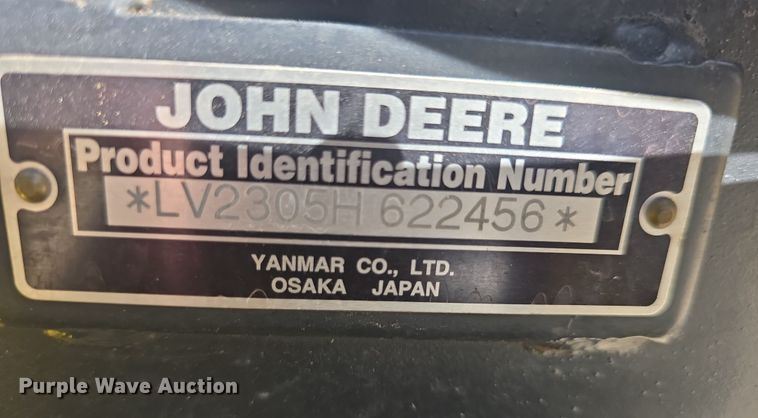 JOHN DEERE
Product Identification Number
*LV2305H 622456*
YANMAR CO., LTD.
OSAKA JAPAN
Purple Wave Auction